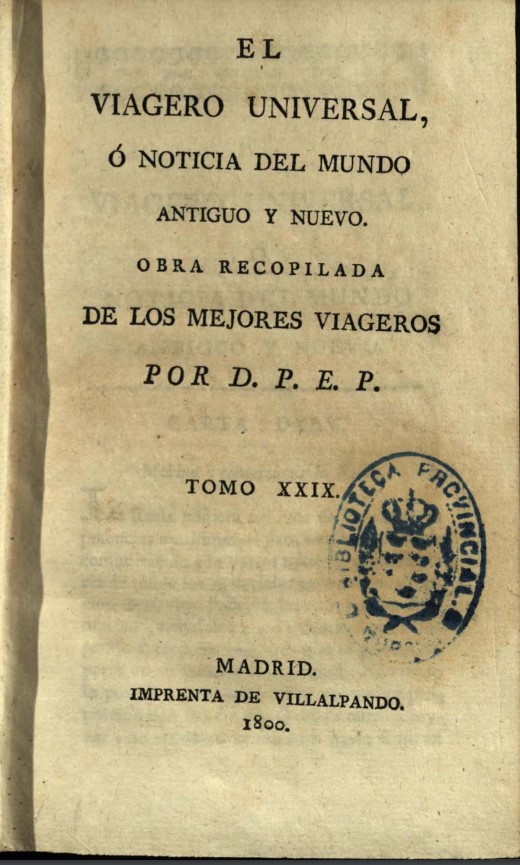 EL
VIAGERO UNIVERSAL,
Ó NOTICIA DEL MUNDO
ANTIGUO Y NUEVO.
OBRA RECOPILADA
DE LOS MEJORES VIAGEROS
POR D. P. E. P.
TOMO XXIX.
BIBLIOTECA PROVINCIAL.
MADRID.
IMPRENTA DE VILLALPANDO.
1800.